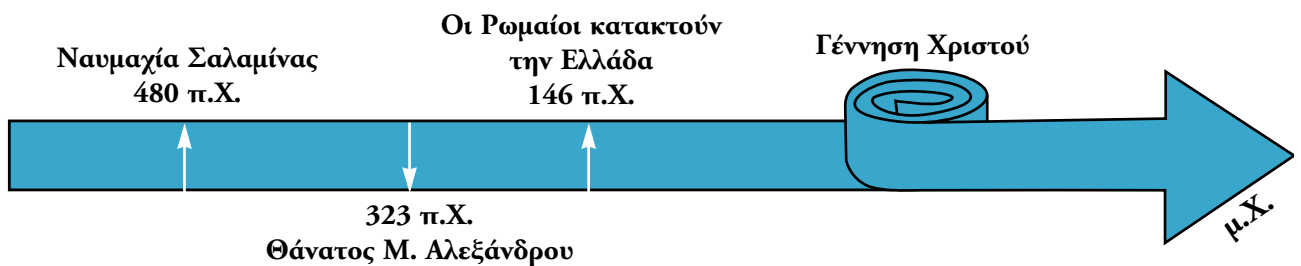 Ναυμαχία Σαλαμίνας
480 π.Χ.
Οι Ρωμαίοι κατακτούν
την Ελλάδα
146 π.Χ.
Γέννηση Χριστού
323 π.Χ.
Θάνατος Μ. Αλεξάνδρου
μ.Χ.